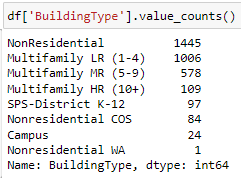 df['BuildingType'].value_counts()
NonResidential 1445
Multifamily LR (1-4) 1006
Multifamily MR (5-9) 578
Multifamily HR (10+) 109
SPS-District K-12 97
Nonresidential COS 84
Campus 24
Nonresidential WA 1
Name: BuildingType, dtype: int64